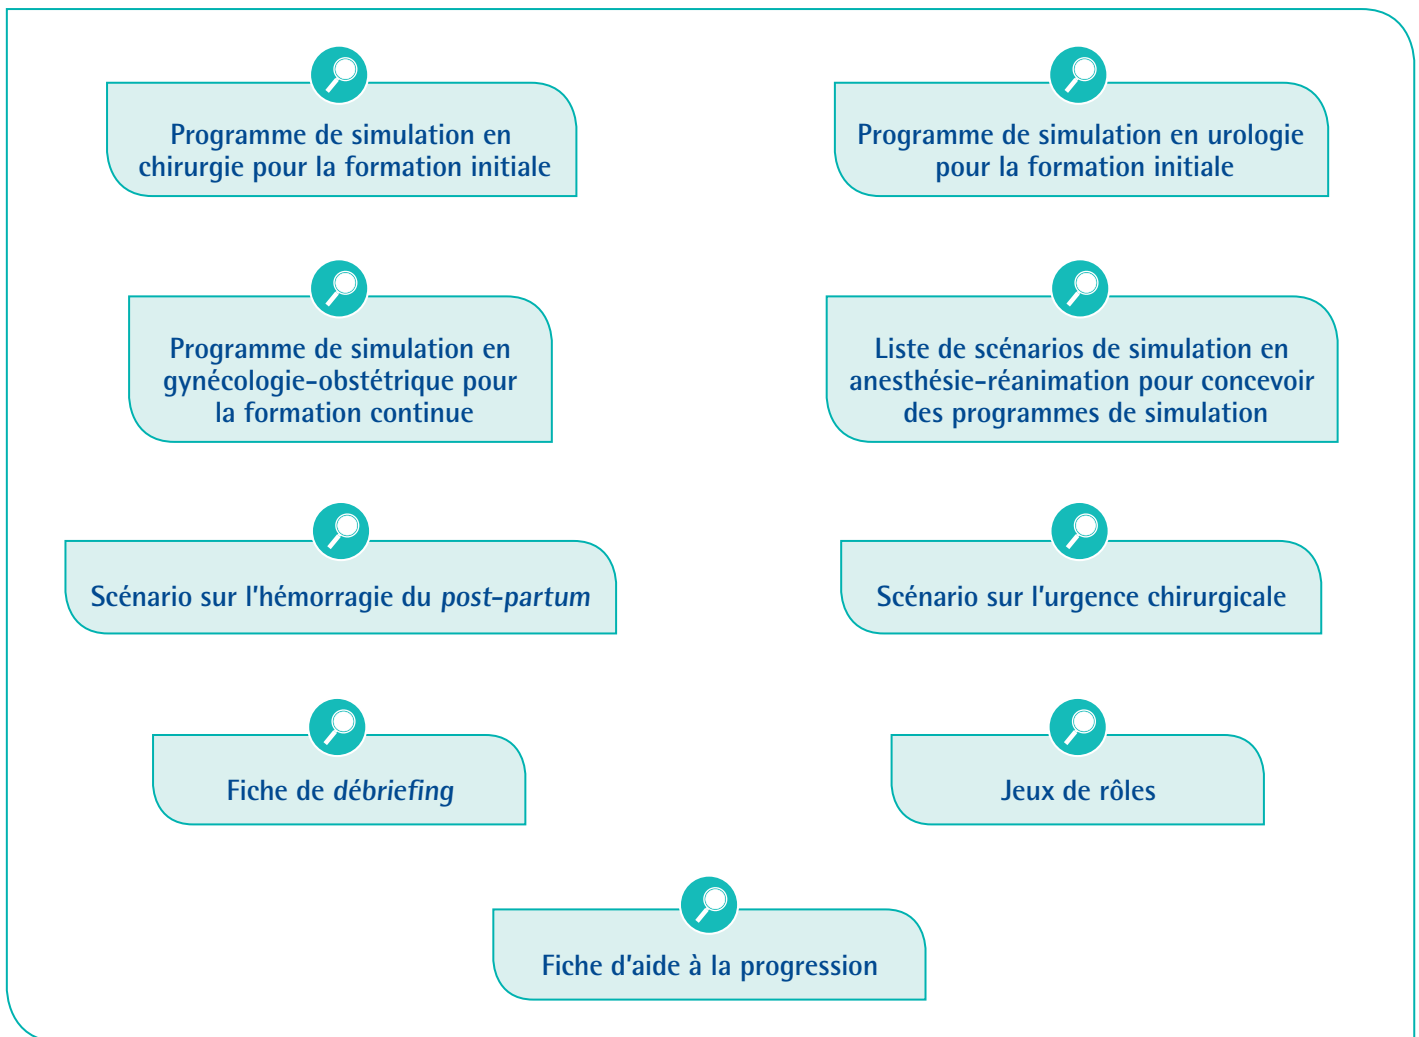 Programme de simulation en
chirurgie pour la formation initiale
Programme de simulation en urologie
pour la formation initiale
Programme de simulation en
gynécologie-obstétrique pour
la formation continue
Liste de scénarios de simulation en
anesthésie-réanimation pour concevoir
des programmes de simulation
Scénario sur l'hémorragie du post-partum
Scénario sur l'urgence chirurgicale
Fiche de débriefing
Jeux de rôles
Fiche d'aide à la progression